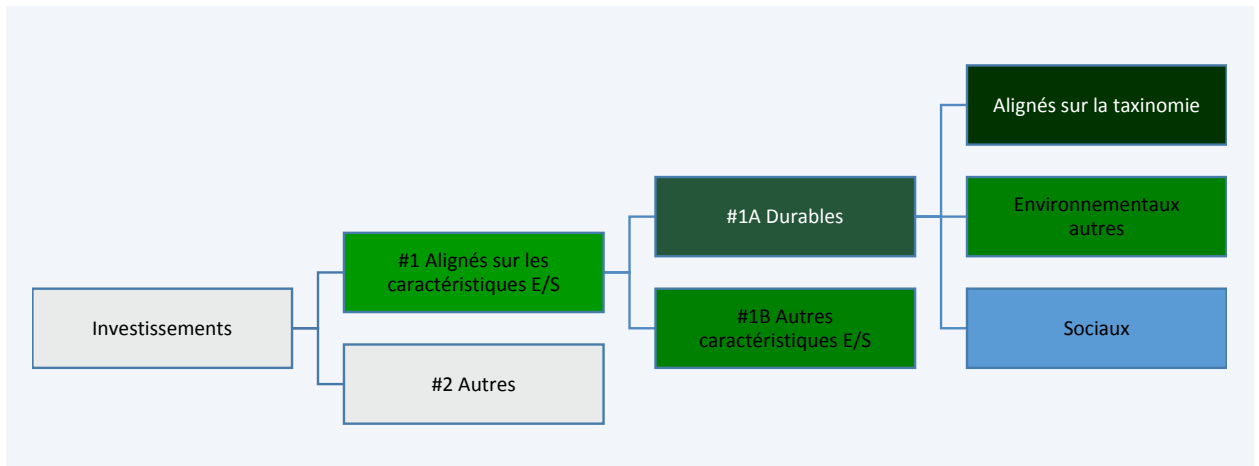 Investissements
#1 Alignés sur les
caractéristiques E/S
#2 Autres
#1A Durables
#1B Autres
caractéristiques E/S
Alignés sur la taxinomie
Environnementaux
autres
Sociaux